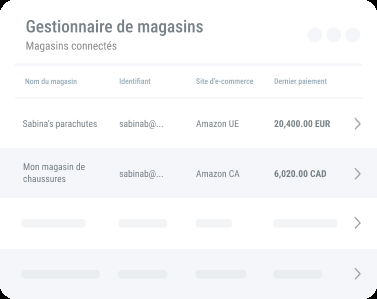 Gestionnaire de magasins
Magasins connectés
Nom du magasin Identifiant Site d'e-commerce Dernier paiement
Sabina's parachutes sabinab@... Amazon UE 20,400.00 EUR
Mon magasin de
chaussures sabinab@... Amazon CA 6,020.00 CAD